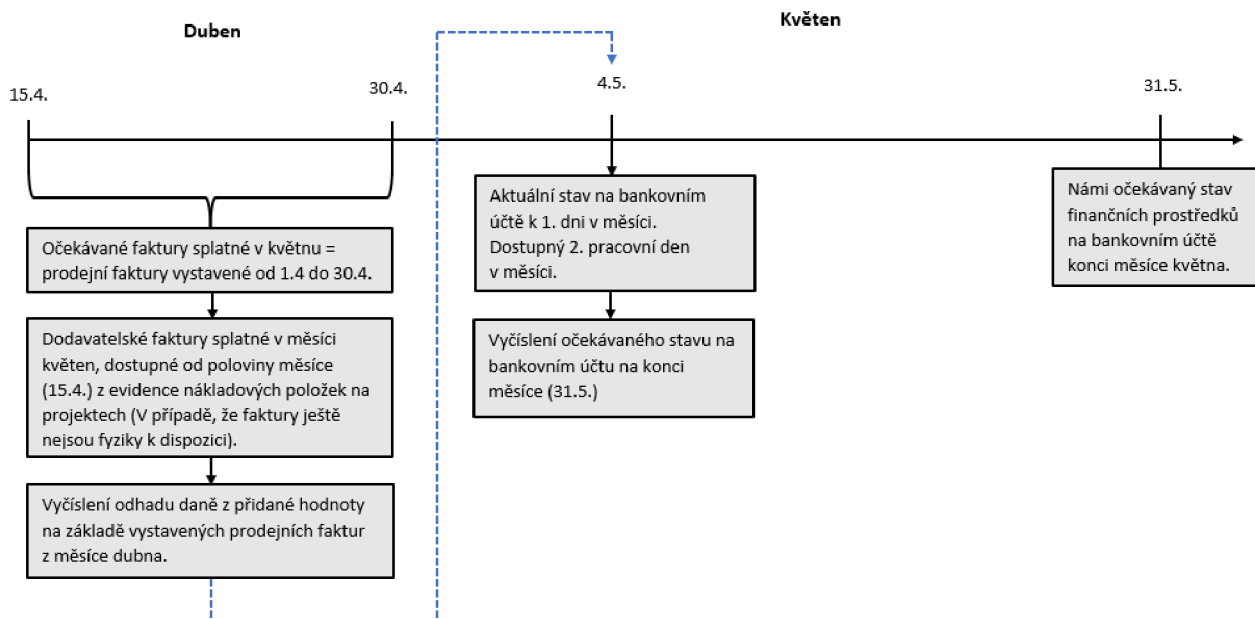 Duben
Květen
15.4.
30.4.
4.5.
31.5.
Očekávané faktury splatné v květnu =
prodejní faktury vystavené od 1.4 do 30.4.
Dodavatelské faktury splatné v měsíci
květen, dostupné od poloviny měsíce
(15.4.) z evidence nákladových položek na
projektech (V případě, že faktury ještě
nejsou fyziky k dispozici).
Vyčíslení odhadu daně z přidané hodnoty
na základě vystavených prodejních faktur
z měsíce dubna.
Aktuální stav na bankovním
účtě k 1. dni v měsíci.
Dostupný 2. pracovní den
v měsíci.
Vyčíslení očekávaného stavu na
bankovním účtu na konci
měsíce (31.5.)
Námi očekávaný stav
finančních prostředků
na bankovním účtě
konci měsíce května.